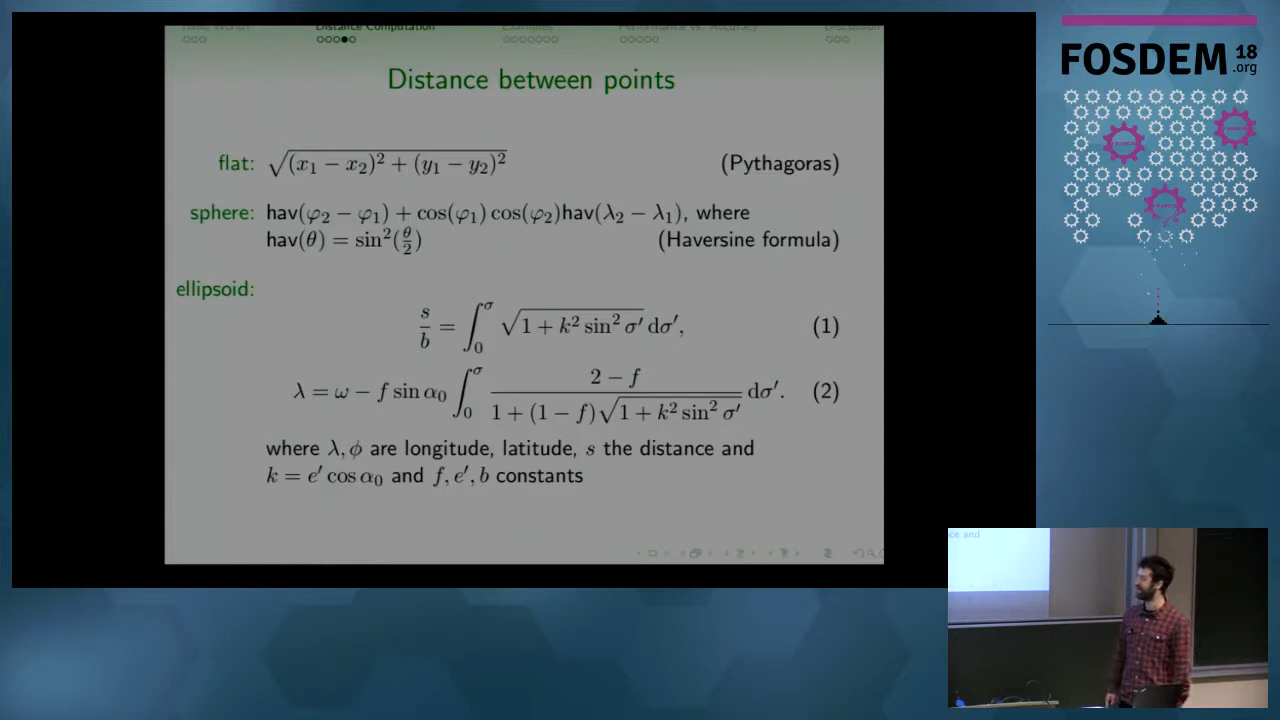 Distance Computation
Examples
Performance vs. Accuracy
Discussion
Distance between points
flat: √(x₁ − x₂)² + (y₁ − y₂)² (Pythagoras)
sphere: hav(φ₂ − φ₁) + cos(φ₁) cos(φ₂)hav(λ₂ − λ₁), where
hav(θ) = sin²(θ/2) (Haversine formula)
ellipsoid:
s/b = ∫₀^σ √(1 + k² sin² σ′) dσ′, (1)
λ = ω − f sin α₀ ∫₀^σ (2 − f)/(1 + (1 − f)√(1 + k² sin² σ′)) dσ′. (2)
where λ, ϕ are longitude, latitude, s the distance and
k = e′ cos α₀ and f, e′, b constants
FOSDEM 18
.org
ce and